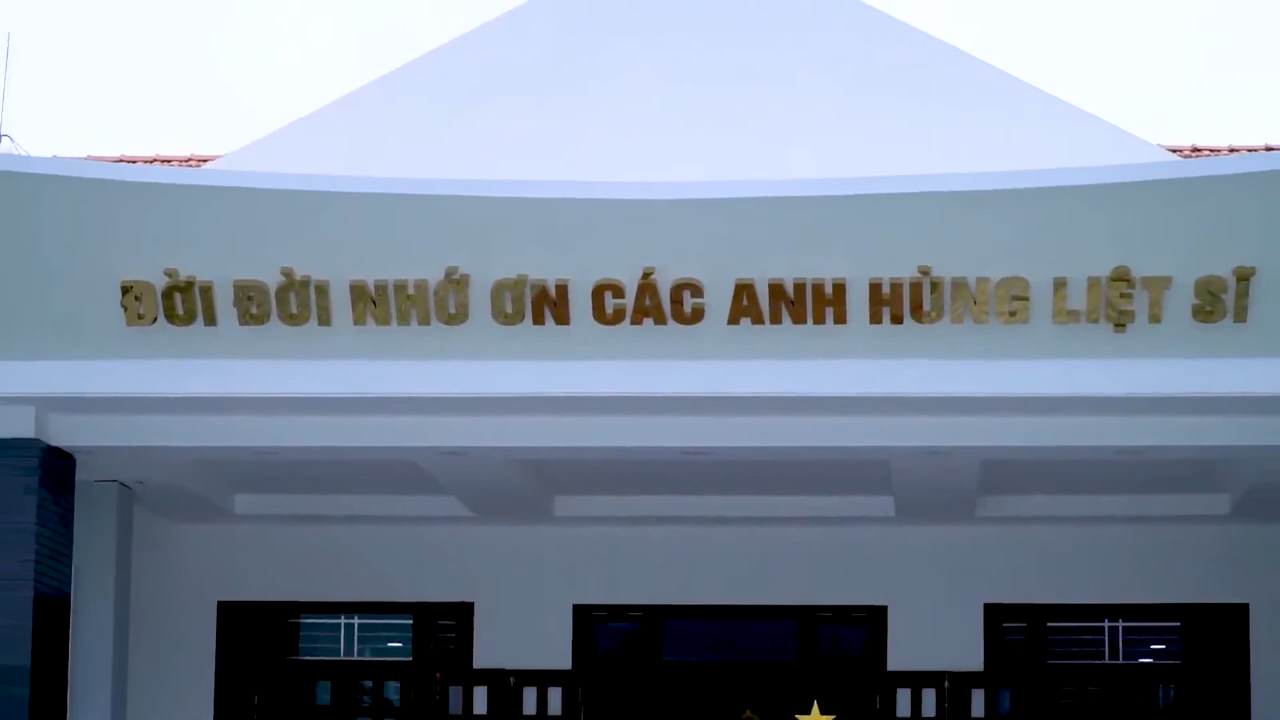 ĐỜI ĐỜI NHỚ ƠN CÁC ANH HÙNG LIỆT SĨ